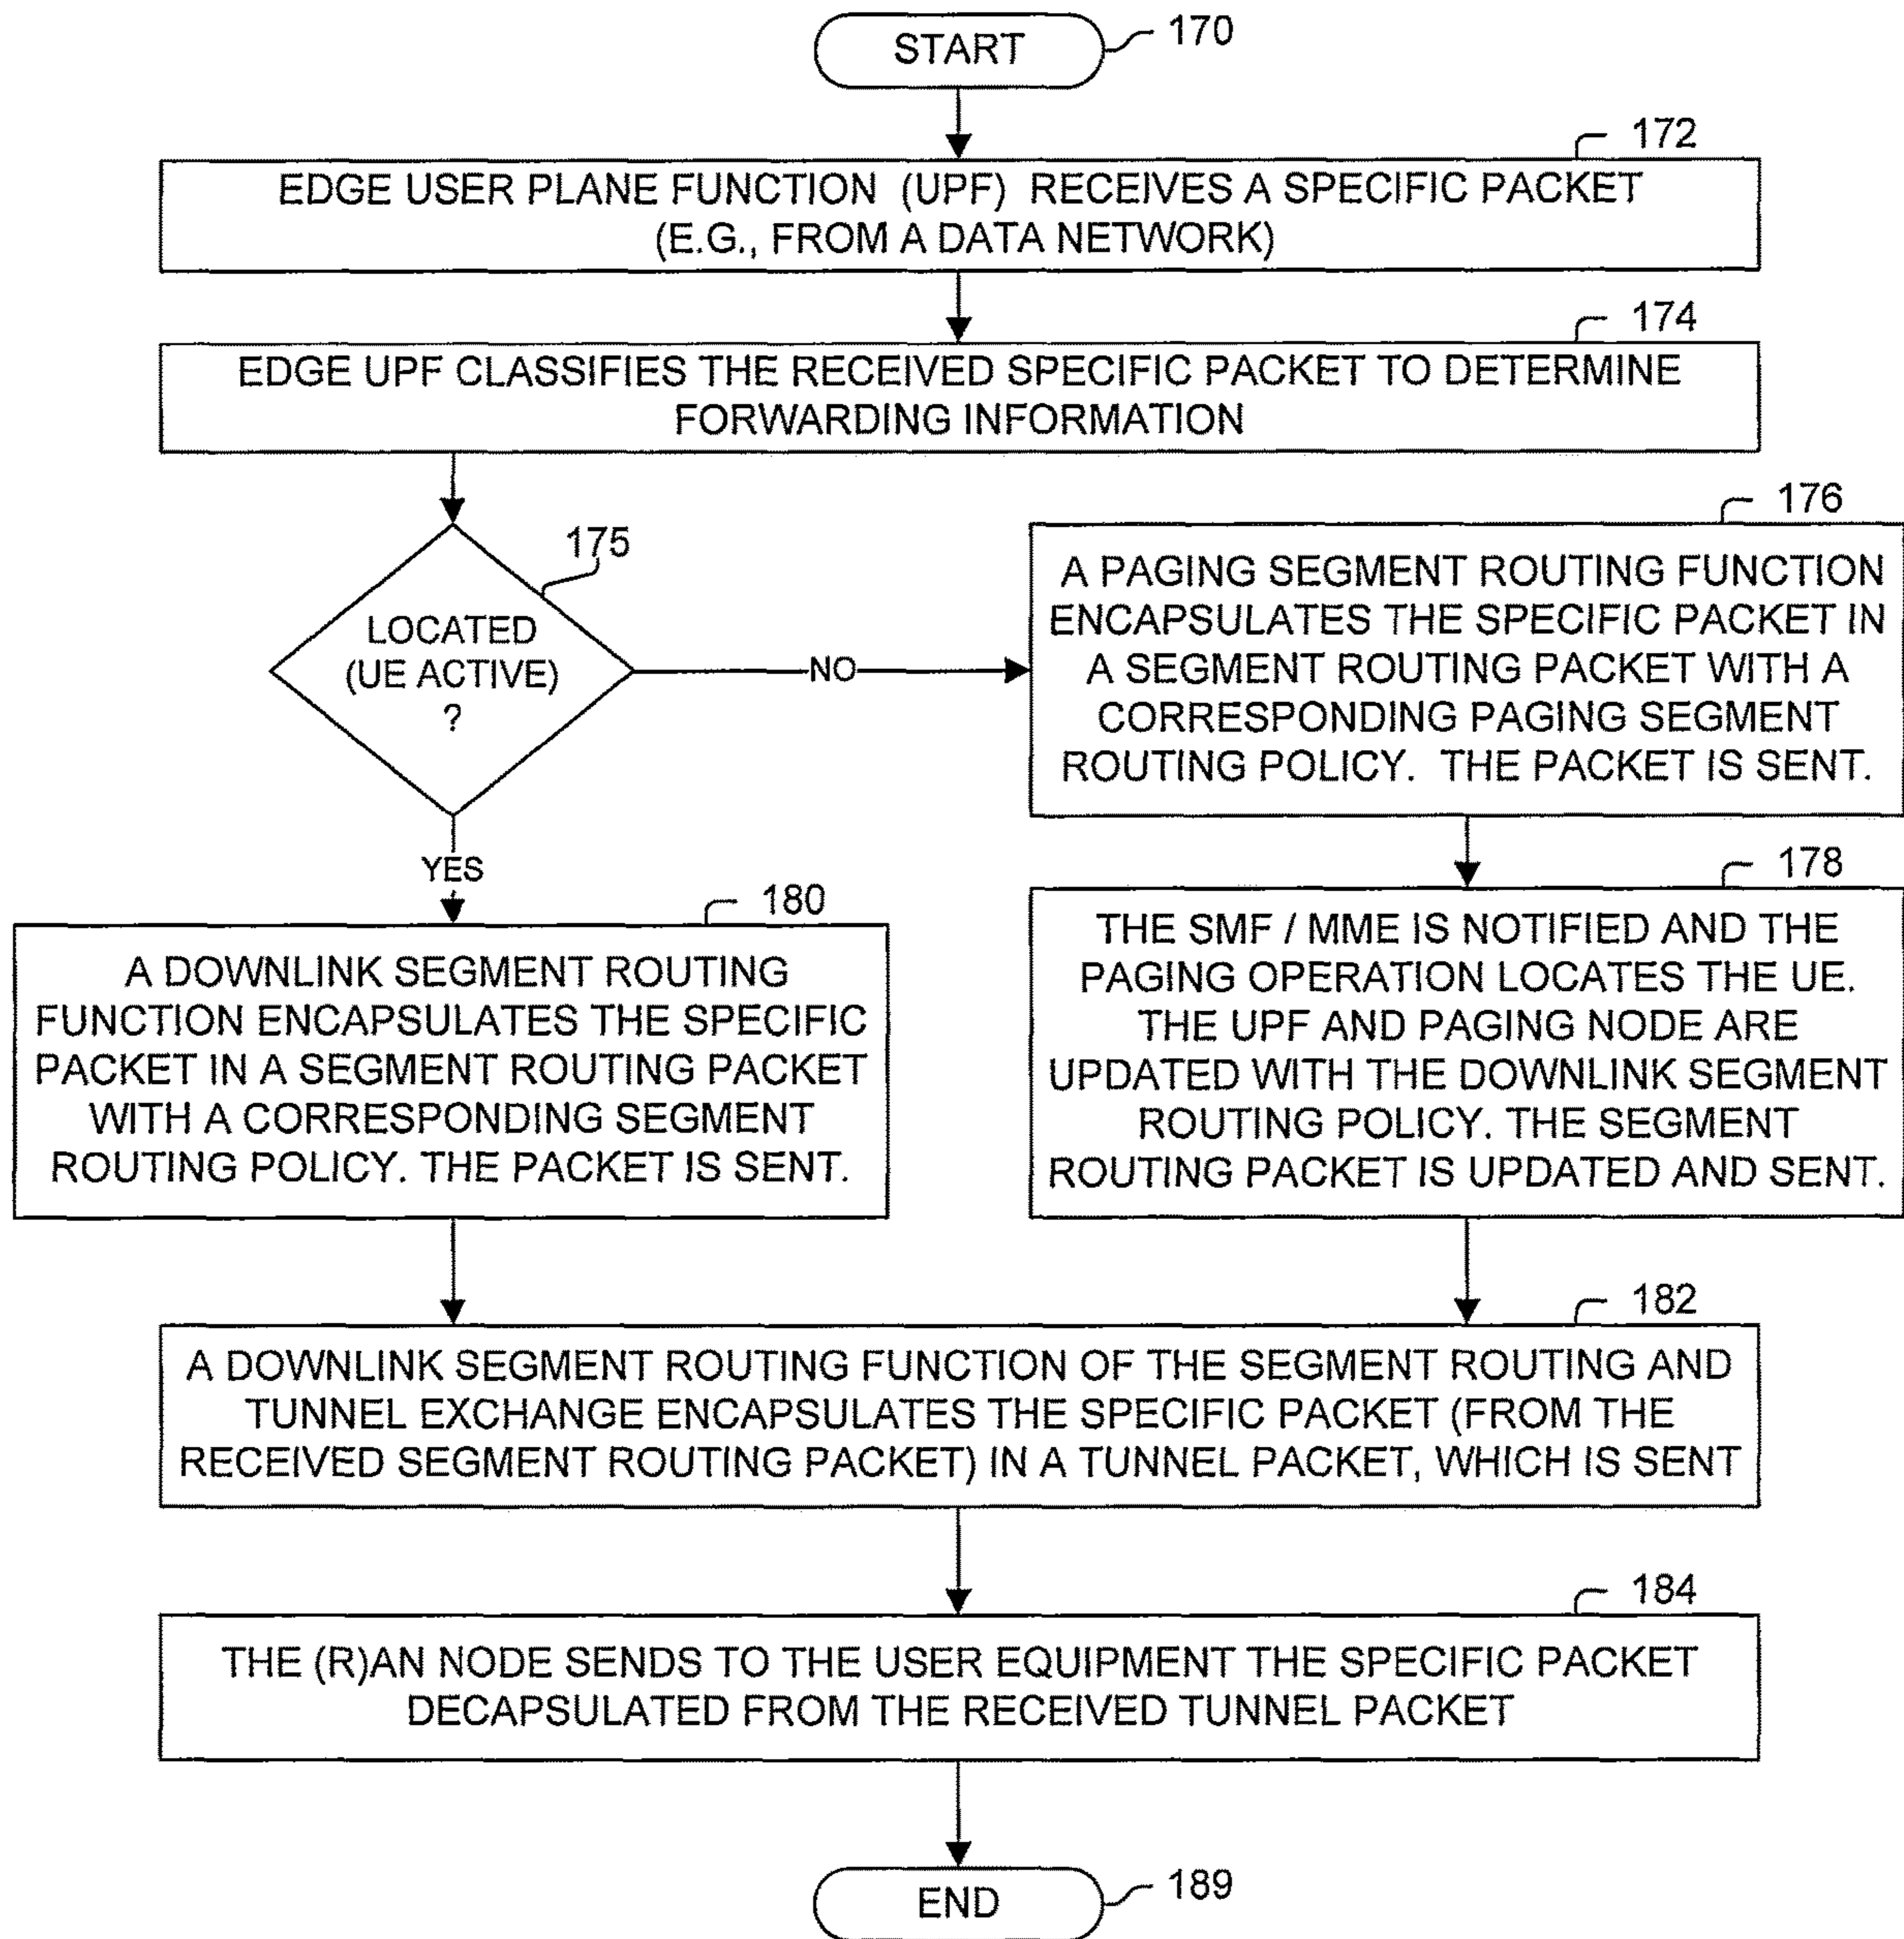 START
170
172
EDGE USER PLANE FUNCTION (UPF) RECEIVES A SPECIFIC PACKET
(E.G., FROM A DATA NETWORK)
174
EDGE UPF CLASSIFIES THE RECEIVED SPECIFIC PACKET TO DETERMINE
FORWARDING INFORMATION
175
LOCATED
(UE ACTIVE)
?
NO
YES
176
A PAGING SEGMENT ROUTING FUNCTION
ENCAPSULATES THE SPECIFIC PACKET IN
A SEGMENT ROUTING PACKET WITH A
CORRESPONDING PAGING SEGMENT
ROUTING POLICY. THE PACKET IS SENT.
178
THE SMF / MME IS NOTIFIED AND THE
PAGING OPERATION LOCATES THE UE.
THE UPF AND PAGING NODE ARE
UPDATED WITH THE DOWNLINK SEGMENT
ROUTING POLICY. THE SEGMENT
ROUTING PACKET IS UPDATED AND SENT.
180
A DOWNLINK SEGMENT ROUTING
FUNCTION ENCAPSULATES THE SPECIFIC
PACKET IN A SEGMENT ROUTING PACKET
WITH A CORRESPONDING SEGMENT
ROUTING POLICY. THE PACKET IS SENT.
182
A DOWNLINK SEGMENT ROUTING FUNCTION OF THE SEGMENT ROUTING AND
TUNNEL EXCHANGE ENCAPSULATES THE SPECIFIC PACKET (FROM THE
RECEIVED SEGMENT ROUTING PACKET) IN A TUNNEL PACKET, WHICH IS SENT
184
THE (R)AN NODE SENDS TO THE USER EQUIPMENT THE SPECIFIC PACKET
DECAPSULATED FROM THE RECEIVED TUNNEL PACKET
END
189